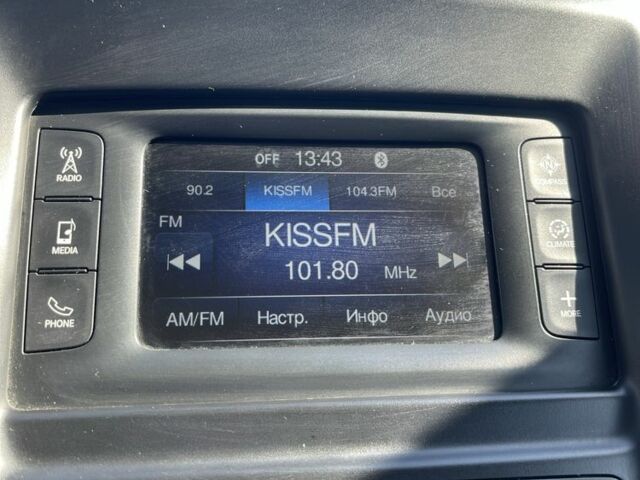 OFF 13:43
90.2 KISSFM 104.3FM Все
FM
KISSFM
101.80 MHz
AM/FM Настр. Инфо Аудио
RADIO
MEDIA
PHONE
N
COMPASS
CLIMATE
MORE